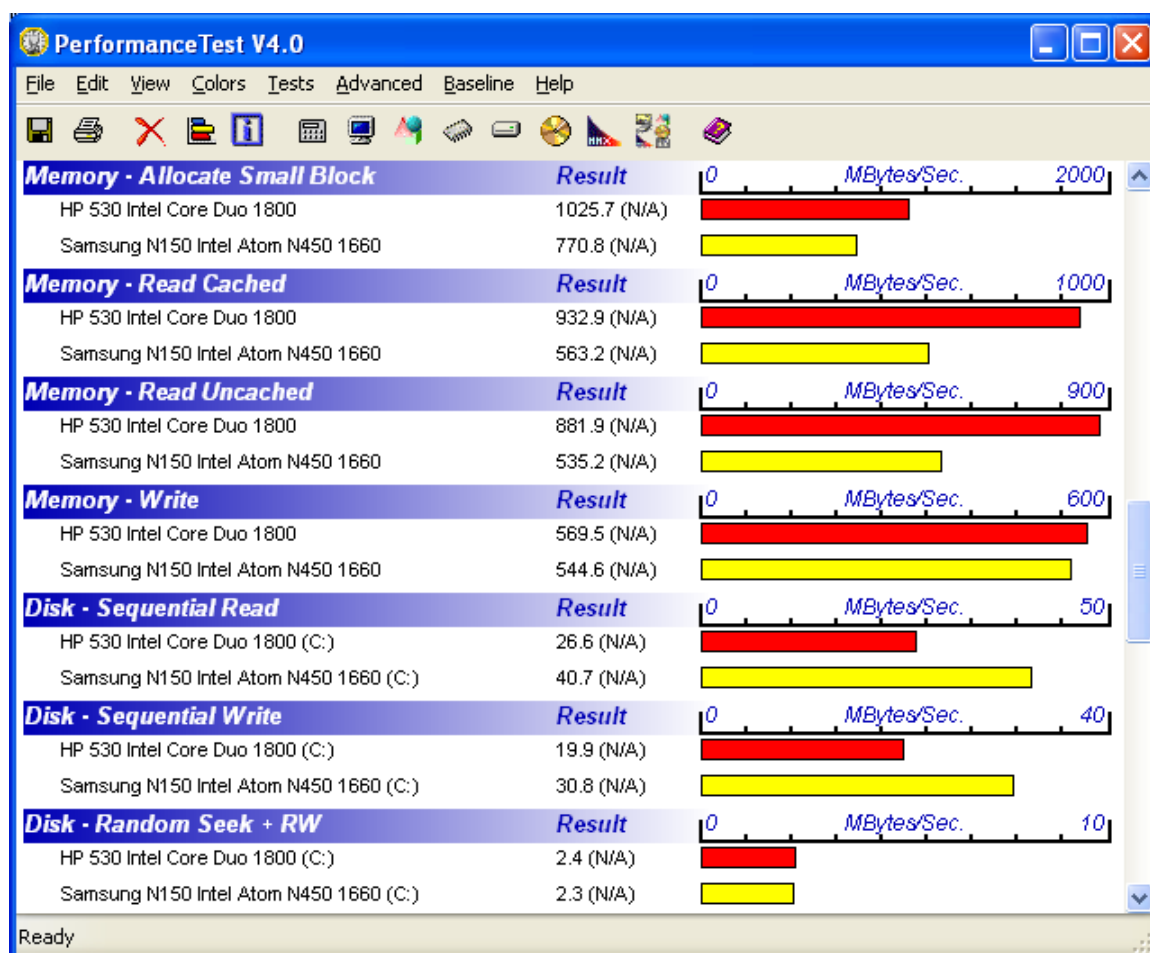 PerformanceTest V4.0
File Edit View Colors Tests Advanced Baseline Help
MMX
Memory - Allocate Small Block Result 0 MBytes/Sec. 2000
HP 530 Intel Core Duo 1800 1025.7 (N/A)
Samsung N150 Intel Atom N450 1660 770.8 (N/A)
Memory - Read Cached Result 0 MBytes/Sec. 1000
HP 530 Intel Core Duo 1800 932.9 (N/A)
Samsung N150 Intel Atom N450 1660 563.2 (N/A)
Memory - Read Uncached Result 0 MBytes/Sec. 900
HP 530 Intel Core Duo 1800 881.9 (N/A)
Samsung N150 Intel Atom N450 1660 535.2 (N/A)
Memory - Write Result 0 MBytes/Sec. 600
HP 530 Intel Core Duo 1800 569.5 (N/A)
Samsung N150 Intel Atom N450 1660 544.6 (N/A)
Disk - Sequential Read Result 0 MBytes/Sec. 50
HP 530 Intel Core Duo 1800 (C:) 26.6 (N/A)
Samsung N150 Intel Atom N450 1660 (C:) 40.7 (N/A)
Disk - Sequential Write Result 0 MBytes/Sec. 40
HP 530 Intel Core Duo 1800 (C:) 19.9 (N/A)
Samsung N150 Intel Atom N450 1660 (C:) 30.8 (N/A)
Disk - Random Seek + RW Result 0 MBytes/Sec. 10
HP 530 Intel Core Duo 1800 (C:) 2.4 (N/A)
Samsung N150 Intel Atom N450 1660 (C:) 2.3 (N/A)
Ready